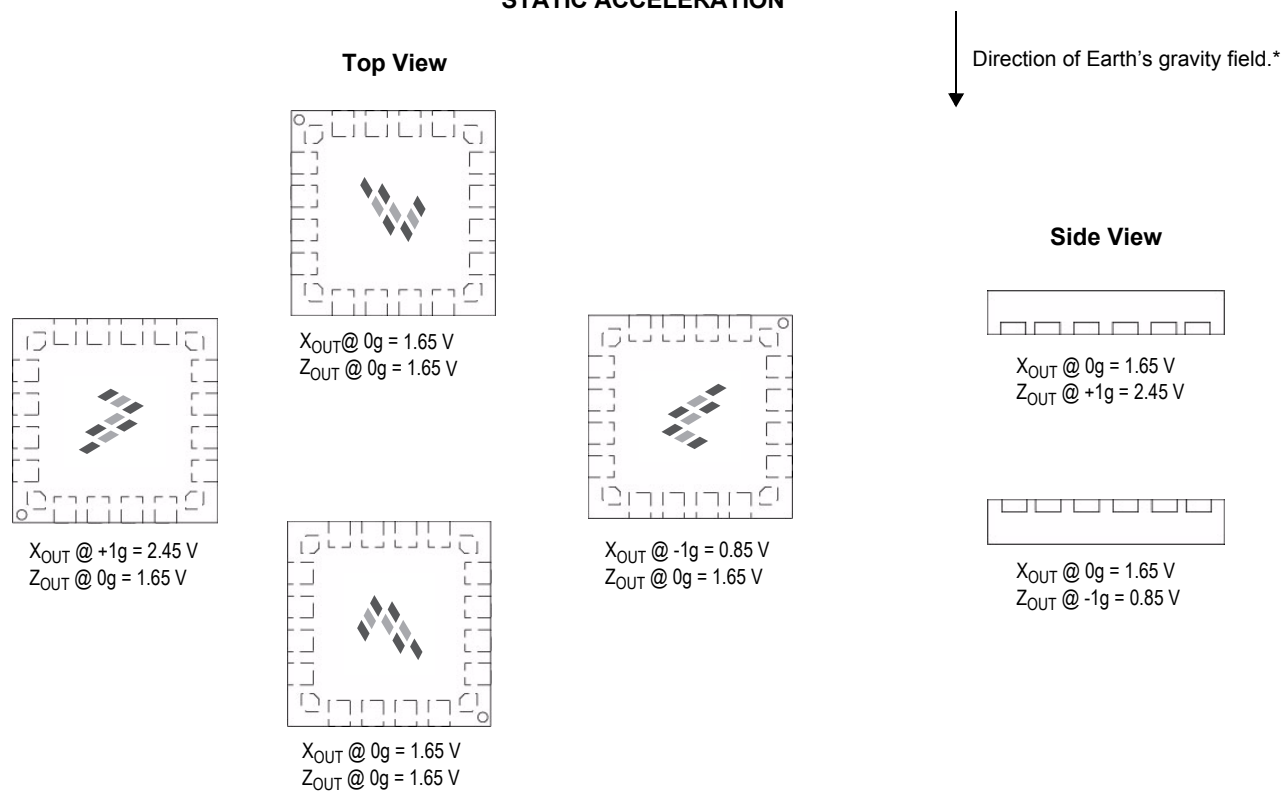 STATIC ACCELERATION
Top View
Direction of Earth's gravity field.*
Side View
XOUT@ 0g = 1.65 V
ZOUT @ 0g = 1.65 V
XOUT @ 0g = 1.65 V
ZOUT @ +1g = 2.45 V
XOUT @ +1g = 2.45 V
ZOUT @ 0g = 1.65 V
XOUT @ -1g = 0.85 V
ZOUT @ 0g = 1.65 V
XOUT @ 0g = 1.65 V
ZOUT @ -1g = 0.85 V
XOUT @ 0g = 1.65 V
ZOUT @ 0g = 1.65 V